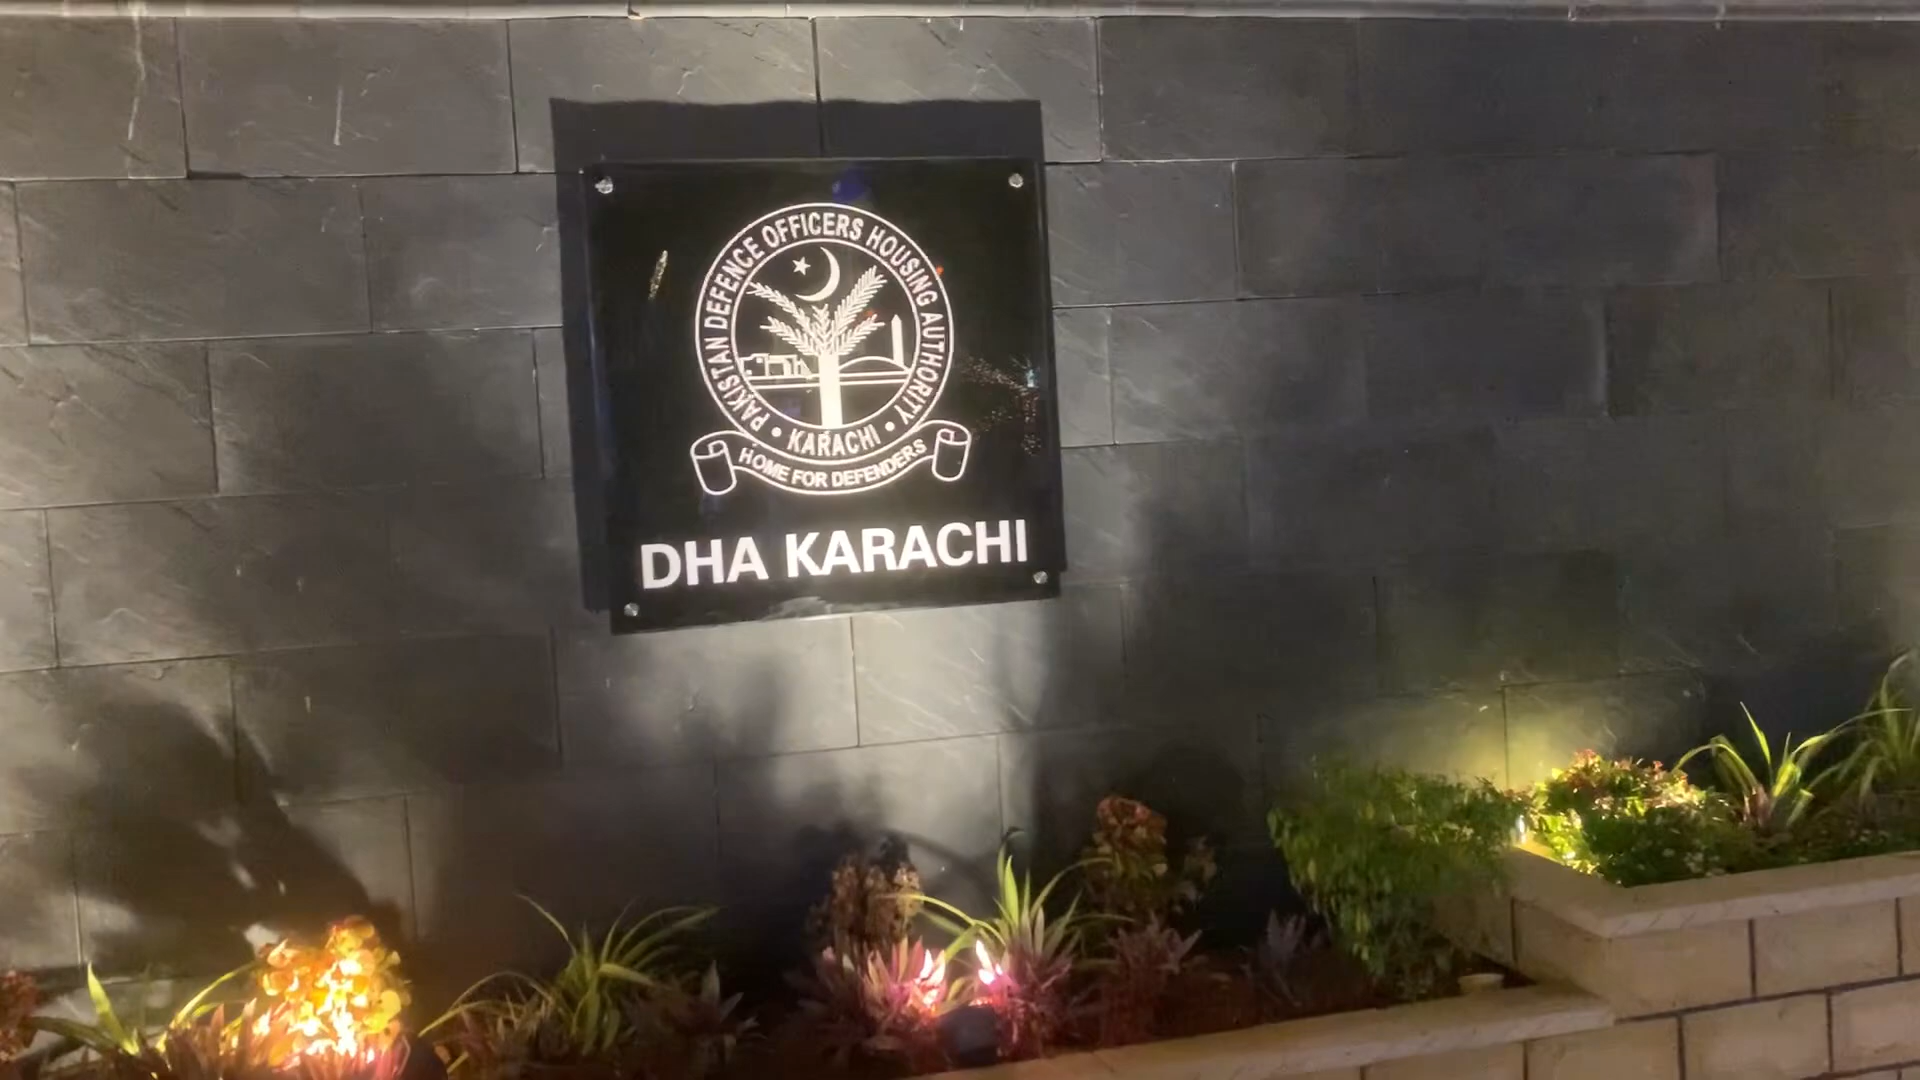 PAKISTAN DEFENCE OFFICERS HOUSING AUTHORITY
• KARACHI •
HOME FOR DEFENDERS
DHA KARACHI